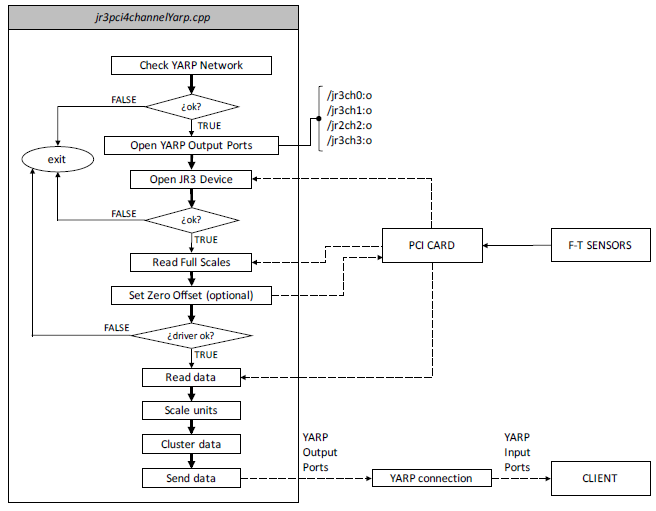 jr3pci4channelYarp.cpp
Check YARP Network
FALSE
¿ok?
TRUE
/jr3ch0:o
/jr3ch1:o
/jr2ch2:o
/jr3ch3:o
Open YARP Output Ports
exit
Open JR3 Device
FALSE
¿ok?
TRUE
PCI CARD
F-T SENSORS
Read Full Scales
Set Zero Offset (optional)
FALSE
¿driver ok?
TRUE
Read data
Scale units
Cluster data
YARP
Output
Ports
YARP
Input
Ports
Send data
YARP connection
CLIENT